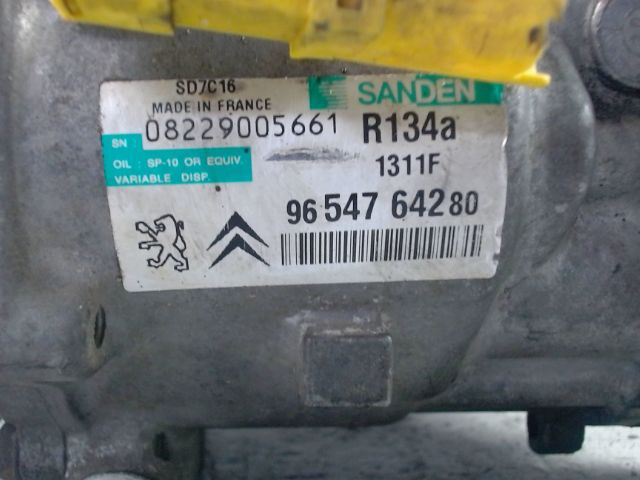 SD7C16
SANDEN
MADE IN FRANCE
SN : 08229005661 R134a
OIL : SP-10 OR EQUIV. 1311F
VARIABLE DISP.
96 547 642 80